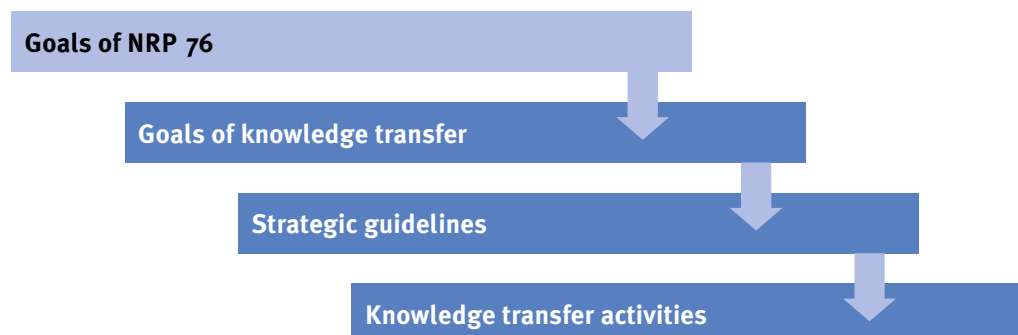 Goals of NRP 76
Goals of knowledge transfer
Strategic guidelines
Knowledge transfer activities